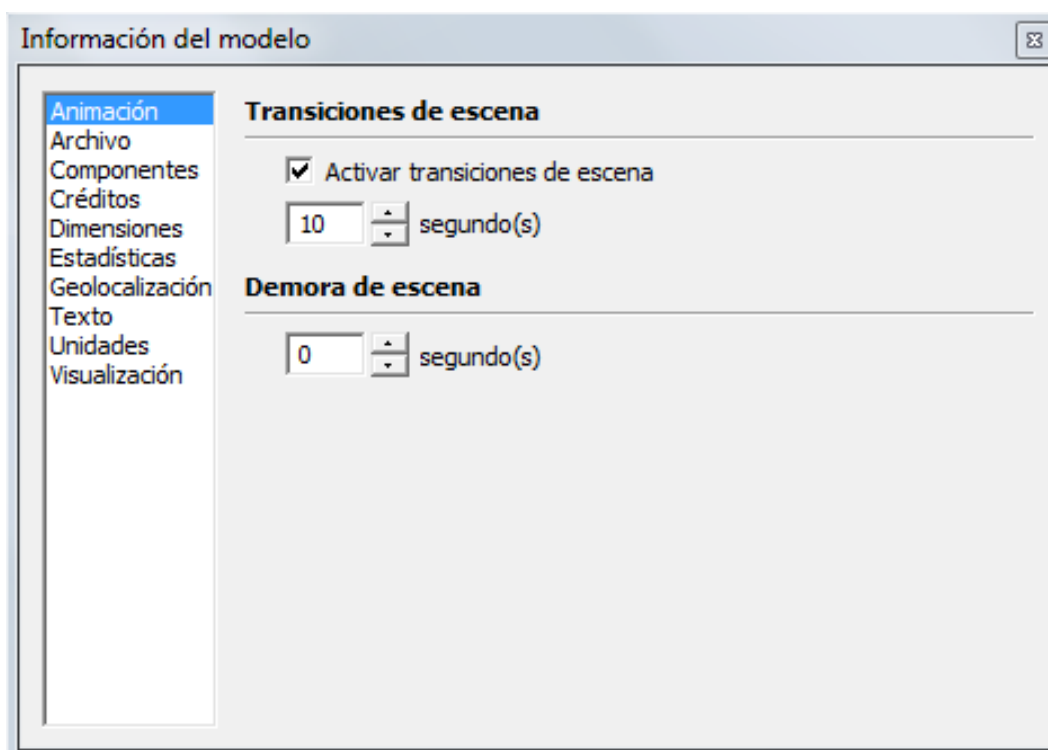 Información del modelo
Animación
Archivo
Componentes
Créditos
Dimensiones
Estadísticas
Geolocalización
Texto
Unidades
Visualización
Transiciones de escena
Activar transiciones de escena
10 segundo(s)
Demora de escena
0 segundo(s)